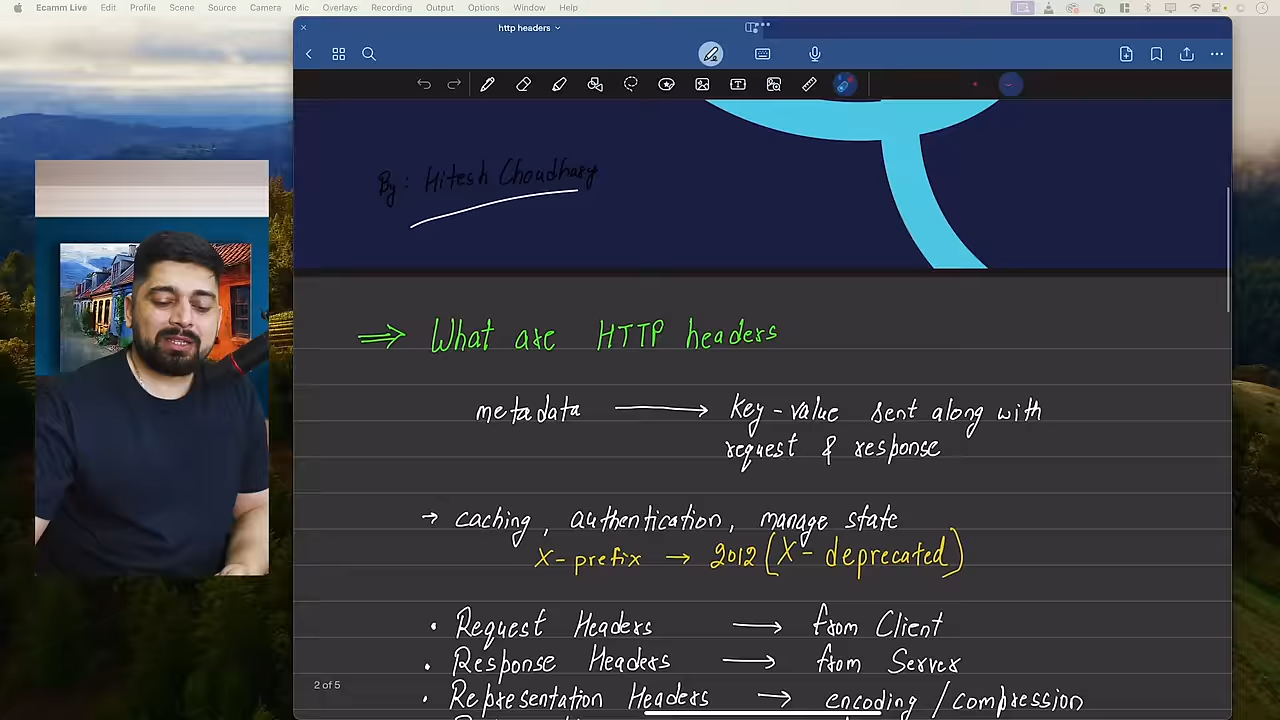 Ecamm Live Edit Profile Scene Source Camera Mic Overlays Recording Output Options Window Help
http headers
By: Hitesh Choudhary
What are HTTP headers
metadata → key-value sent along with
request & response
→ caching, authentication, manage state
X-prefix → 2012 (X- deprecated)
• Request Headers → from Client
• Response Headers → from Server
• Representation Headers → encoding / compression
2 of 5